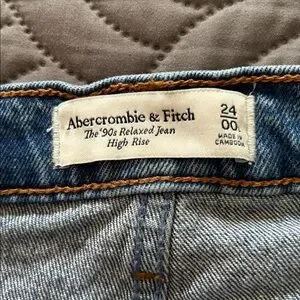 Abercrombie & Fitch
The '90s Relaxed Jean
High Rise
24
00
MADE IN
CAMBODIA